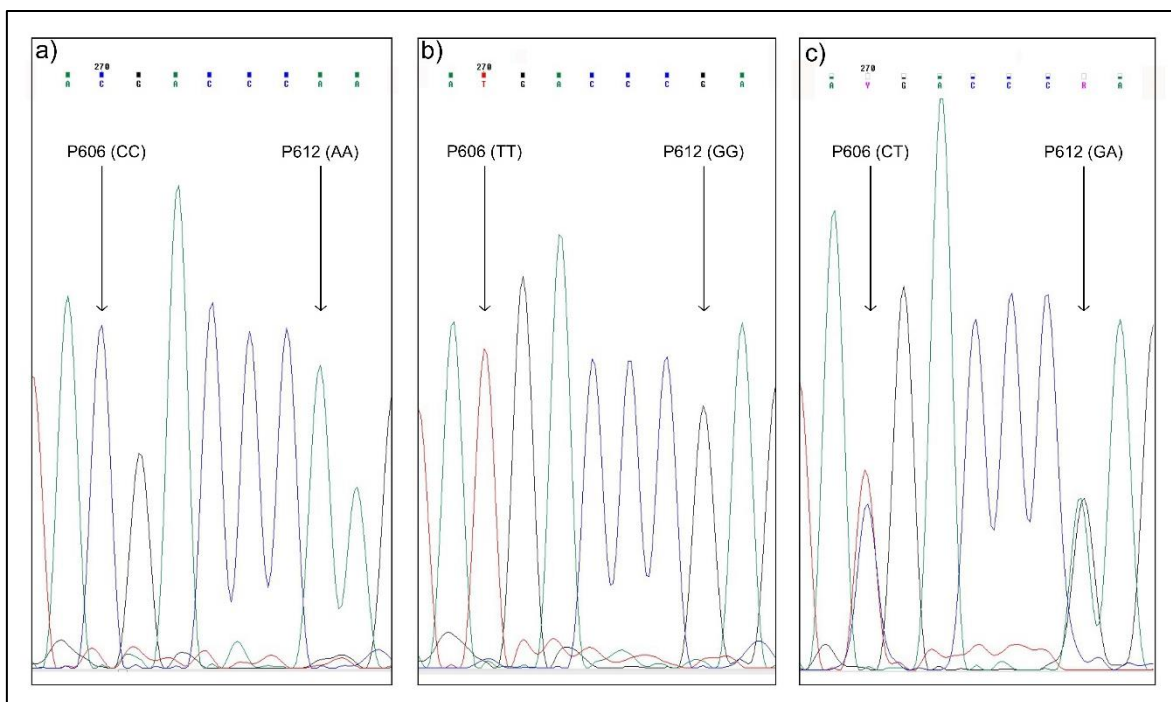 a)
270
A C G A C C C A A
P606 (CC) P612 (AA)
b)
270
A T G A C C C G A
P606 (TT) P612 (GG)
c)
270
A Y G A C C C R A
P606 (CT) P612 (GA)